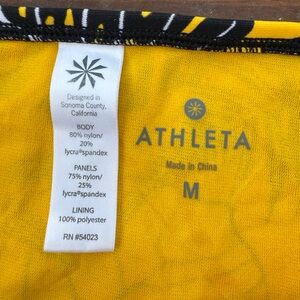 Designed in
Sonoma County,
California
BODY
80% nylon/
20%
lycra®spandex
PANELS
75% nylon/
25%
lycra®spandex
LINING
100% polyester
RN #54023
ATHLETA
Made in China
M